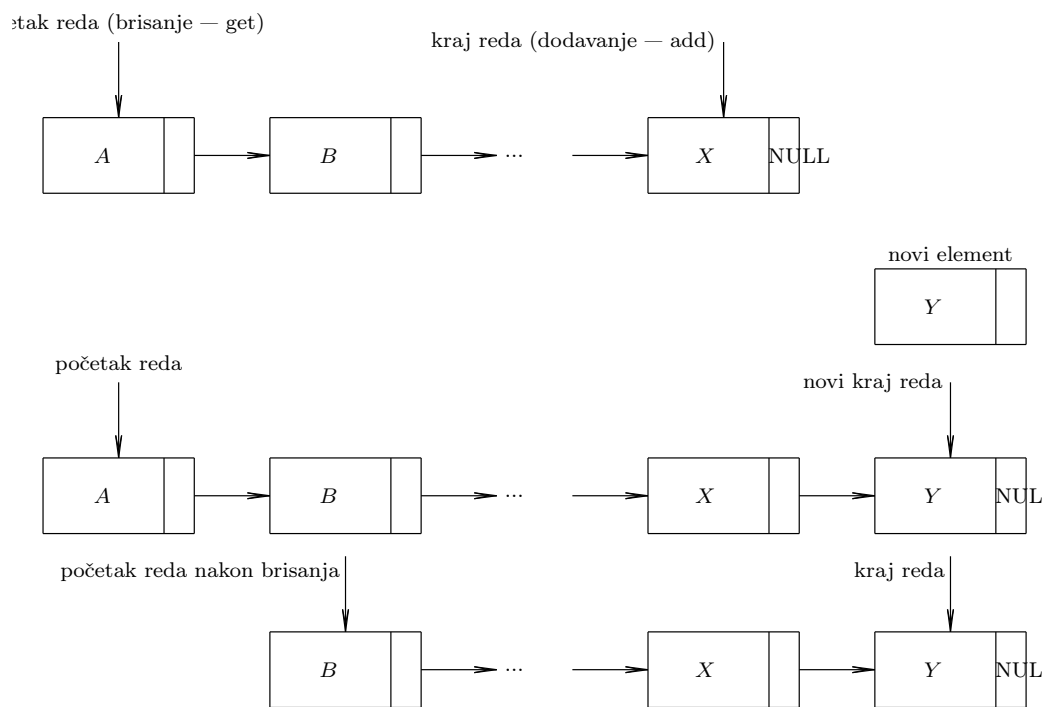 etak reda (brisanje — get)
kraj reda (dodavanje — add)
A B ... X NULL
novi element
Y
početak reda
novi kraj reda
A B ... X Y NUL
početak reda nakon brisanja
kraj reda
B ... X Y NUL